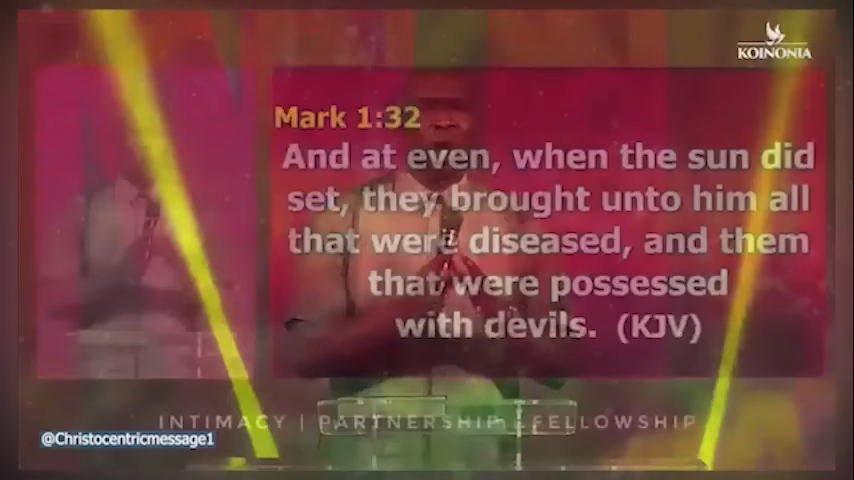 KOINONIA
Mark 1:32
And at even, when the sun did
set, they brought unto him all
that were diseased, and them
that were possessed
with devils. (KJV)
INTIMACY | PARTNERSHIP | FELLOWSHIP
@Christocentricmessage1